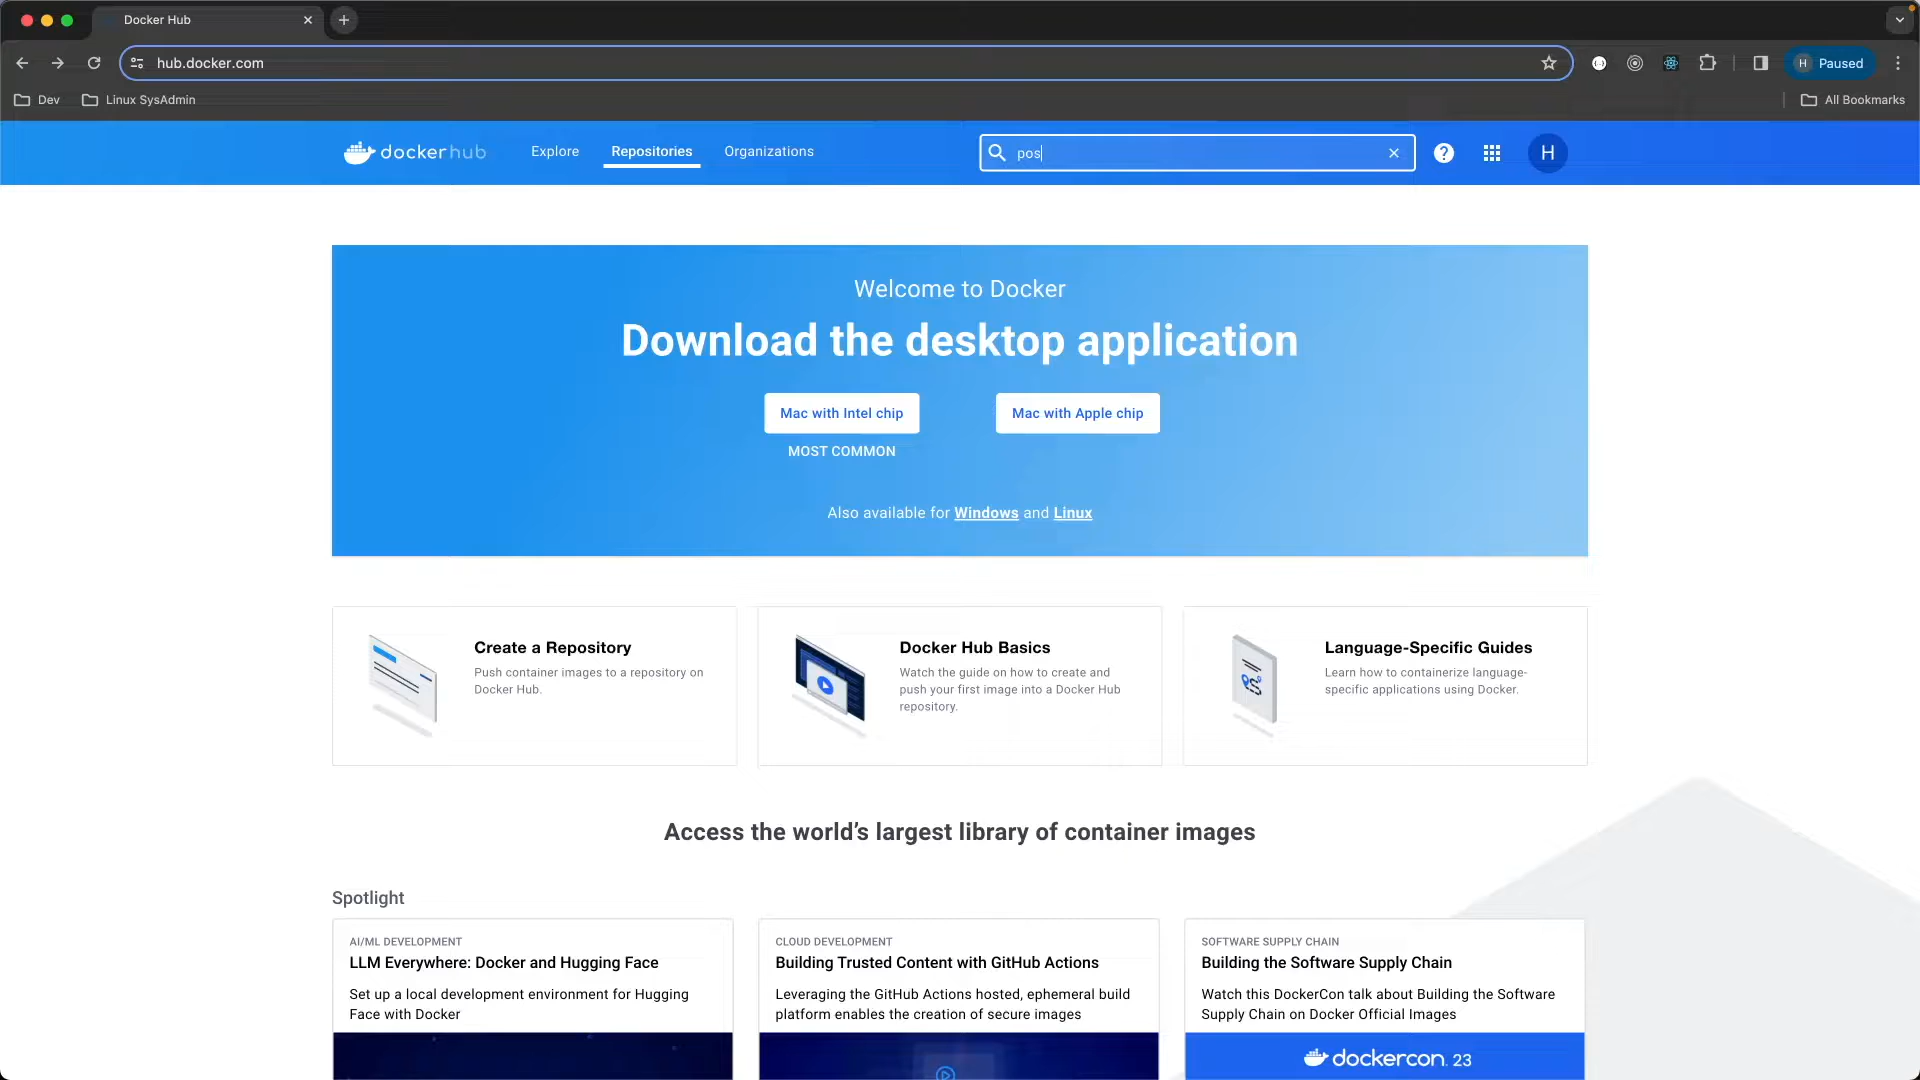 Docker Hub
hub.docker.com
H Paused
Dev
Linux SysAdmin
All Bookmarks
dockerhub
Explore
Repositories
Organizations
pos
H
Welcome to Docker
Download the desktop application
Mac with Intel chip
Mac with Apple chip
MOST COMMON
Also available for Windows and Linux
Create a Repository
Push container images to a repository on
Docker Hub.
Docker Hub Basics
Watch the guide on how to create and
push your first image into a Docker Hub
repository.
Language-Specific Guides
Learn how to containerize language-
specific applications using Docker.
Access the world’s largest library of container images
Spotlight
AI/ML DEVELOPMENT
LLM Everywhere: Docker and Hugging Face
Set up a local development environment for Hugging
Face with Docker
CLOUD DEVELOPMENT
Building Trusted Content with GitHub Actions
Leveraging the GitHub Actions hosted, ephemeral build
platform enables the creation of secure images
SOFTWARE SUPPLY CHAIN
Building the Software Supply Chain
Watch this DockerCon talk about Building the Software
Supply Chain on Docker Official Images
dockercon. 23